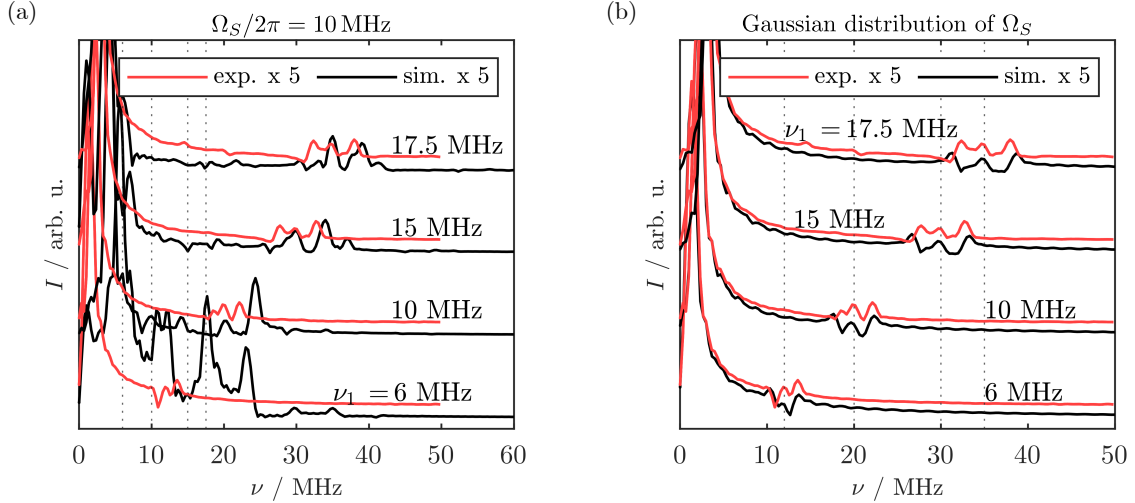 (a)
Ω_S/2π = 10 MHz
exp. x 5
sim. x 5
17.5 MHz
15 MHz
10 MHz
ν₁ = 6 MHz
I / arb. u.
0 10 20 30 40 50 60
ν / MHz
(b)
Gaussian distribution of Ω_S
exp. x 5
sim. x 5
ν₁ = 17.5 MHz
15 MHz
10 MHz
6 MHz
I / arb. u.
0 10 20 30 40 50
ν / MHz